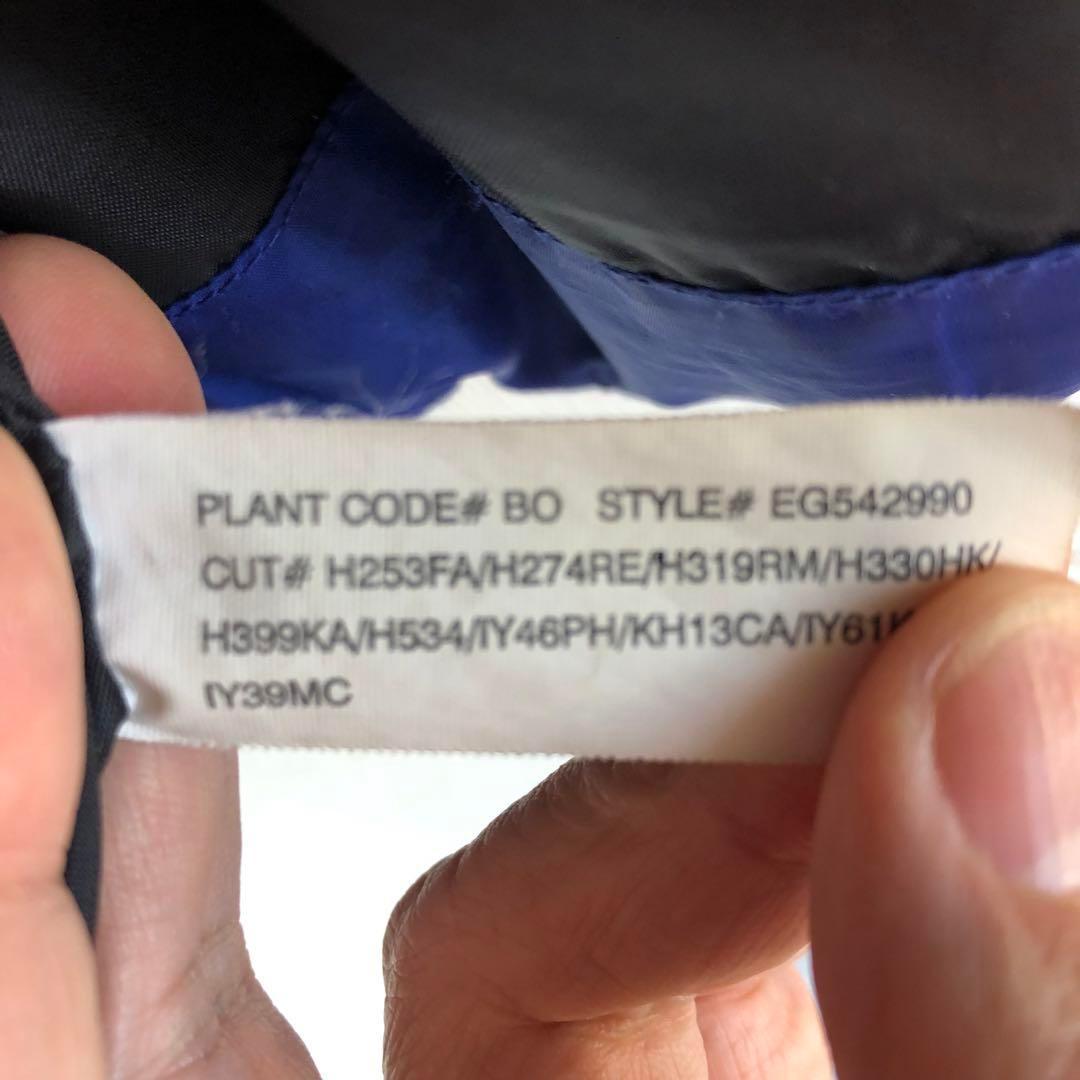 PLANT CODE# BO STYLE# EG542990
CUT# H253FA/H274RE/H319RM/H330HK/
H399KA/H534/IY46PH/KH13CA/
IY39MC